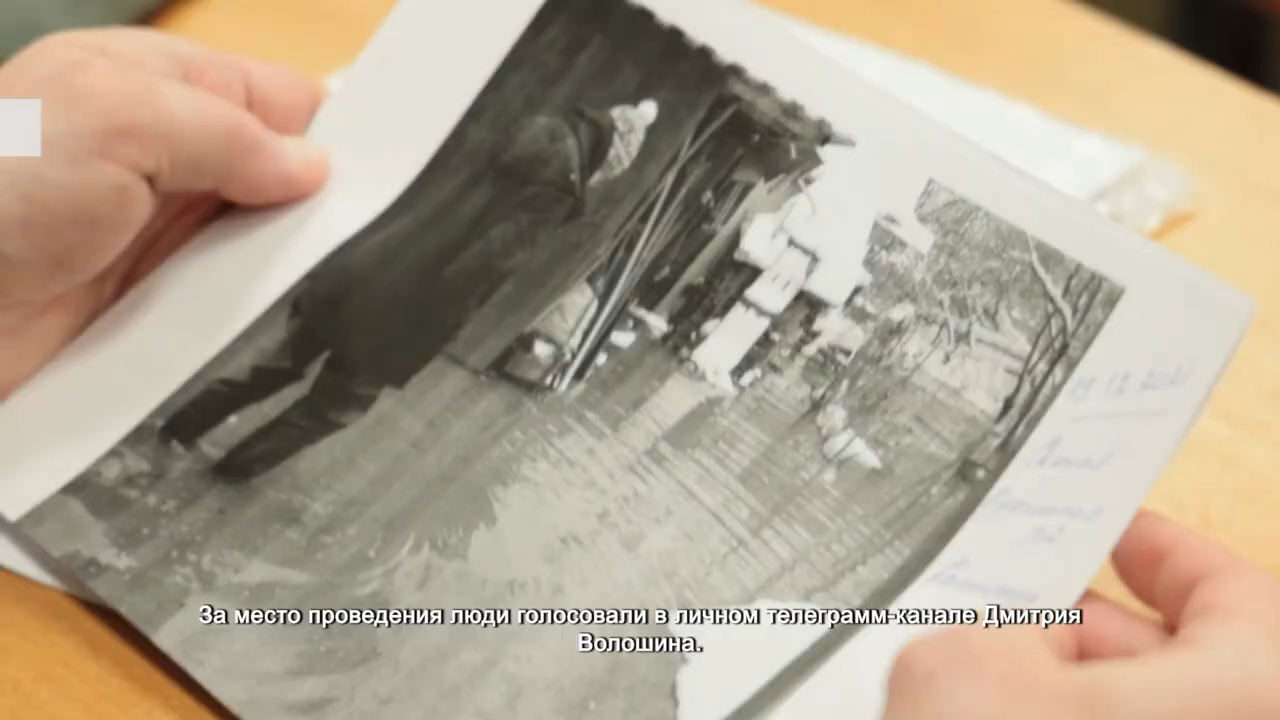 За место проведения люди голосовали в личном телеграмм-канале Дмитрия
Волошина.